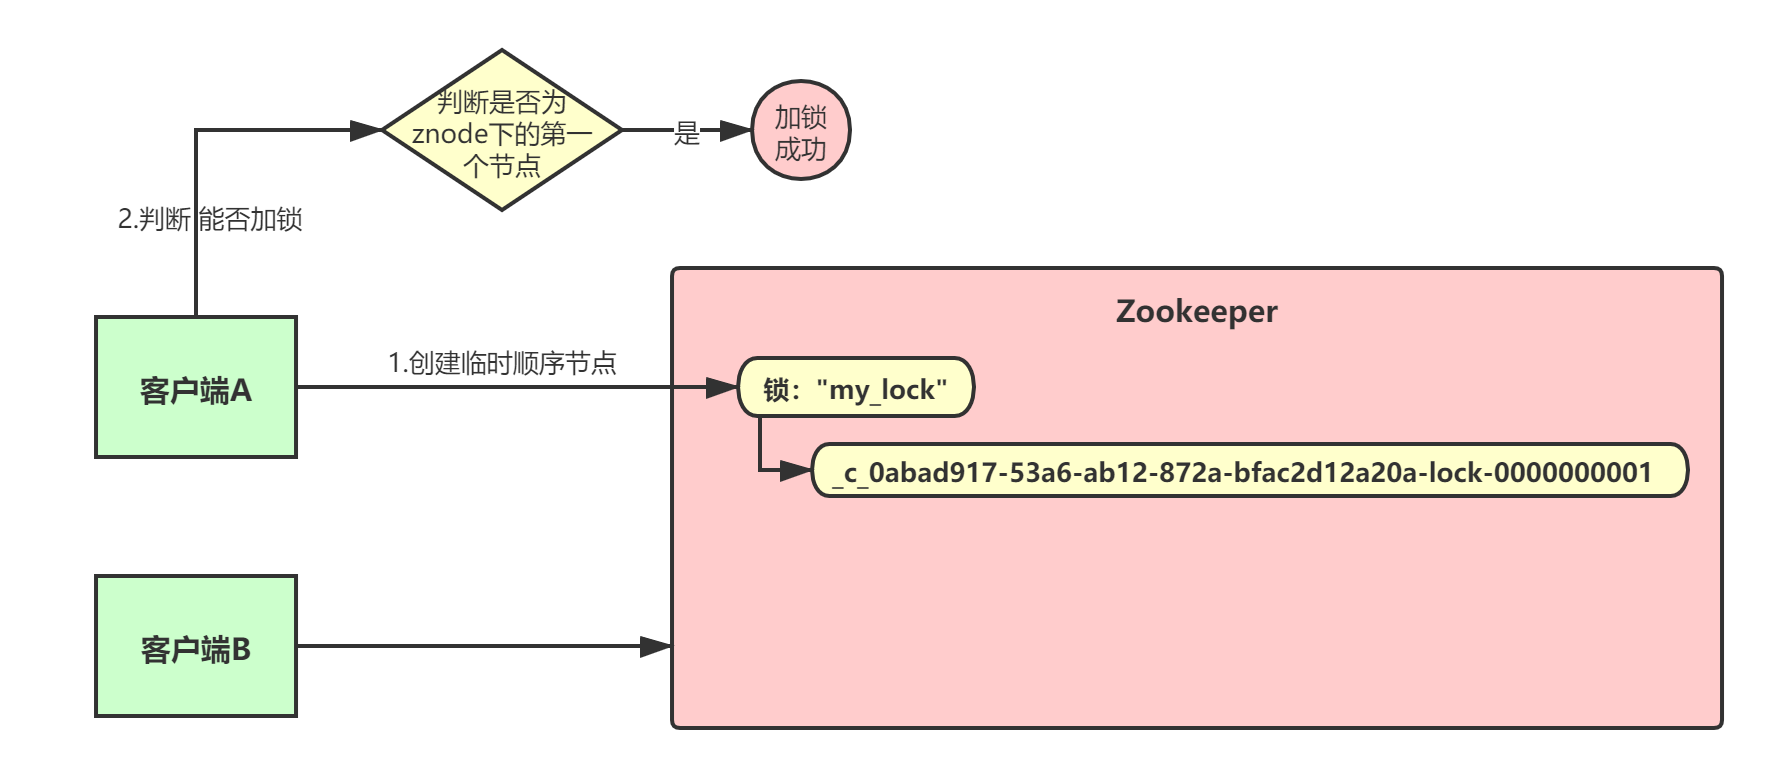 判断是否为
znode下的第一
个节点
是
加锁
成功
2.判断 能否加锁
Zookeeper
客户端A
1.创建临时顺序节点
锁："my_lock"
_c_0abad917-53a6-ab12-872a-bfac2d12a20a-lock-0000000001
客户端B